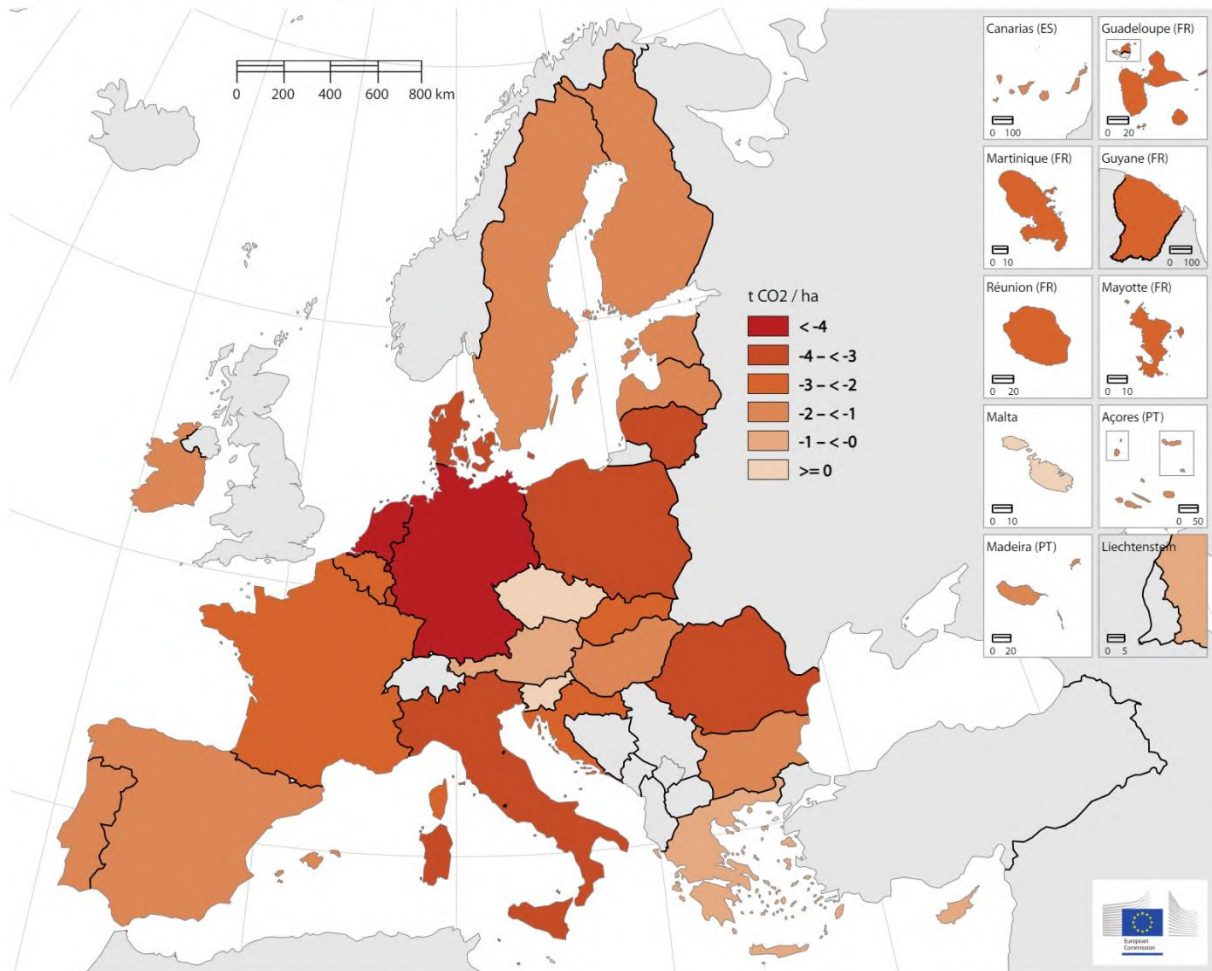 0 200 400 600 800 km
t CO2 / ha
< -4
-4 – < -3
-3 – < -2
-2 – < -1
-1 – < -0
>= 0
Canarias (ES)
0 100
Guadeloupe (FR)
0 20
Martinique (FR)
0 10
Guyane (FR)
0 100
Réunion (FR)
0 20
Mayotte (FR)
0 10
Malta
0 10
Açores (PT)
0 50
Madeira (PT)
0 20
Liechtenstein
0 5
European
Commission